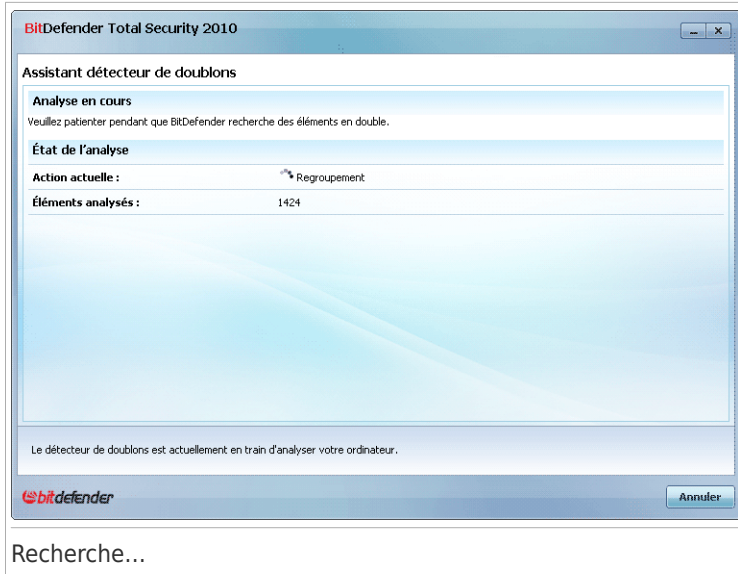 BitDefender Total Security 2010
Assistant détecteur de doublons
Analyse en cours
Veuillez patienter pendant que BitDefender recherche des éléments en double.
État de l'analyse
Action actuelle : Regroupement
Éléments analysés : 1424
Le détecteur de doublons est actuellement en train d'analyser votre ordinateur.
bitdefender Annuler
Recherche...